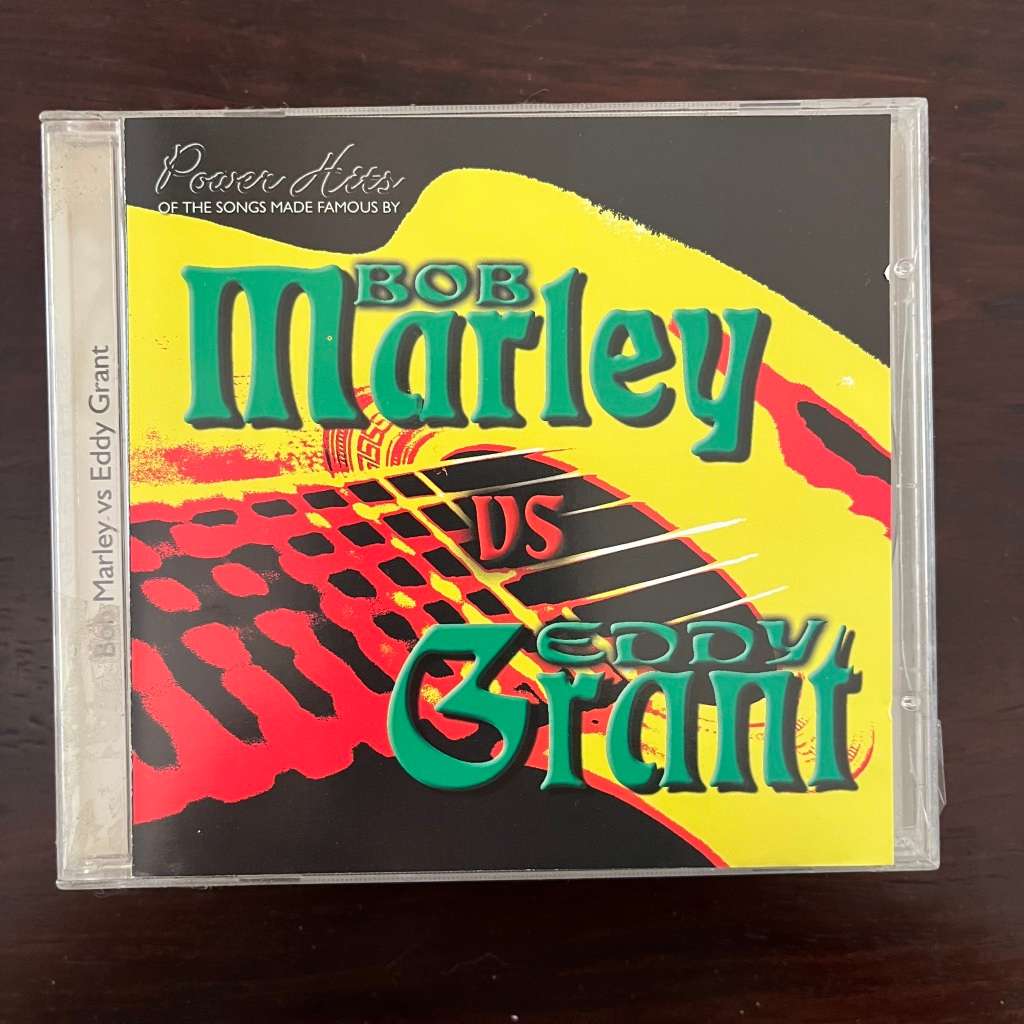 Power Hits
OF THE SONGS MADE FAMOUS BY
BOB
Marley
VS
EDDY
Grant
Bob Marley vs Eddy Grant